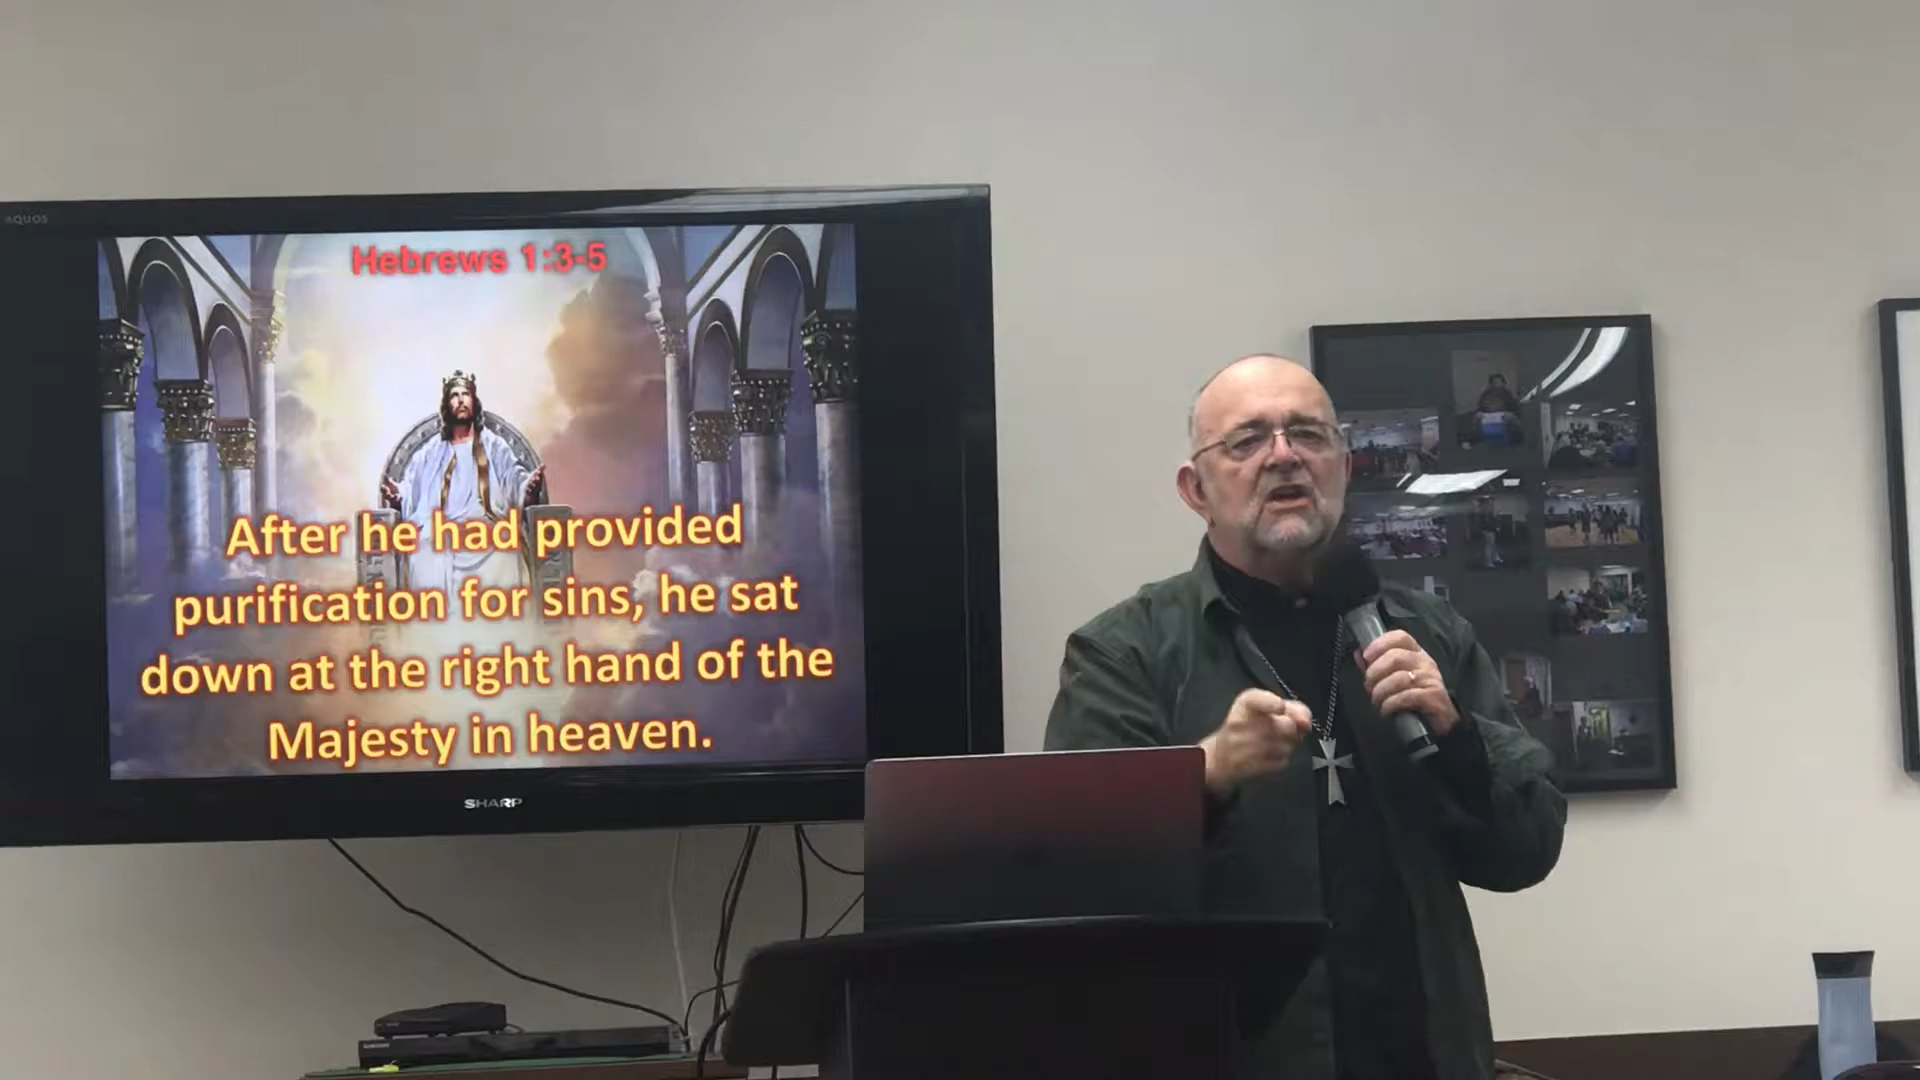 AQUOS
Hebrews 1:3-5
After he had provided
purification for sins, he sat
down at the right hand of the
Majesty in heaven.
SHARP
SAMSUNG